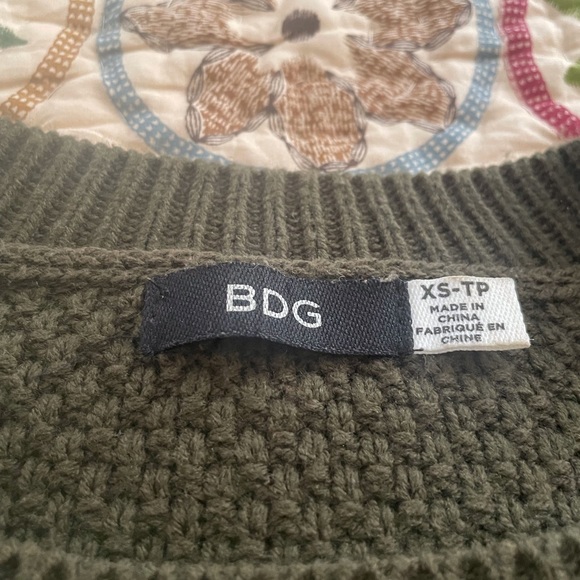 BDG
XS-TP
MADE IN
CHINA
FABRIQUÉ EN
CHINE